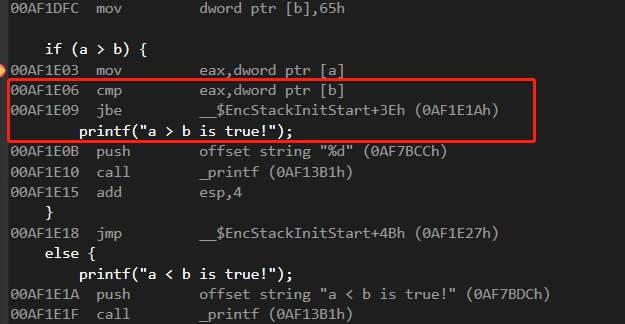 00AF1DFC mov dword ptr [b],65h
if (a > b) {
00AF1E03 mov eax,dword ptr [a]
00AF1E06 cmp eax,dword ptr [b]
00AF1E09 jbe __$EncStackInitStart+3Eh (0AF1E1Ah)
printf("a > b is true!");
00AF1E0B push offset string "%d" (0AF7BCCh)
00AF1E10 call _printf (0AF13B1h)
00AF1E15 add esp,4
}
00AF1E18 jmp __$EncStackInitStart+4Bh (0AF1E27h)
else {
printf("a < b is true!");
00AF1E1A push offset string "a < b is true!" (0AF7BDCh)
00AF1E1F call _printf (0AF13B1h)